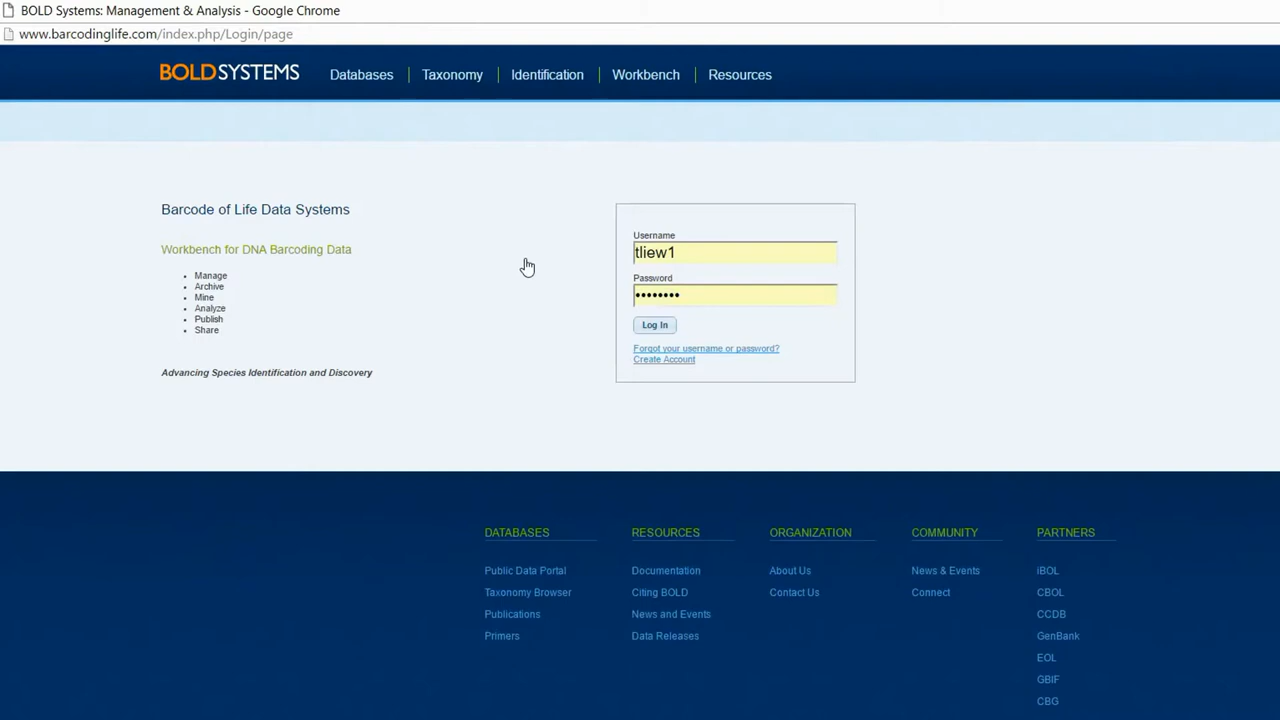 BOLD Systems: Management & Analysis - Google Chrome
www.barcodinglife.com/index.php/Login/page
BOLDSYSTEMS
Databases
Taxonomy
Identification
Workbench
Resources
Barcode of Life Data Systems
Workbench for DNA Barcoding Data
Manage
Archive
Mine
Analyze
Publish
Share
Advancing Species Identification and Discovery
Username
tliew1
Password
••••••••
Log In
Forgot your username or password?
Create Account
DATABASES
Public Data Portal
Taxonomy Browser
Publications
Primers
RESOURCES
Documentation
Citing BOLD
News and Events
Data Releases
ORGANIZATION
About Us
Contact Us
COMMUNITY
News & Events
Connect
PARTNERS
iBOL
CBOL
CCDB
GenBank
EOL
GBIF
CBG